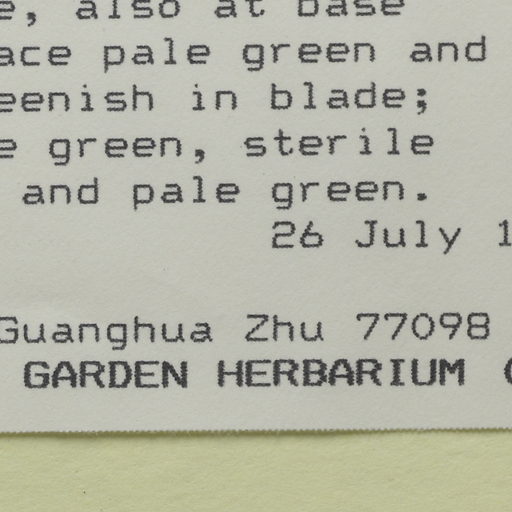 e, also at base
ace pale green and
eenish in blade;
e green, sterile
and pale green.
26 July 1
Guanghua Zhu 77098
GARDEN HERBARIUM